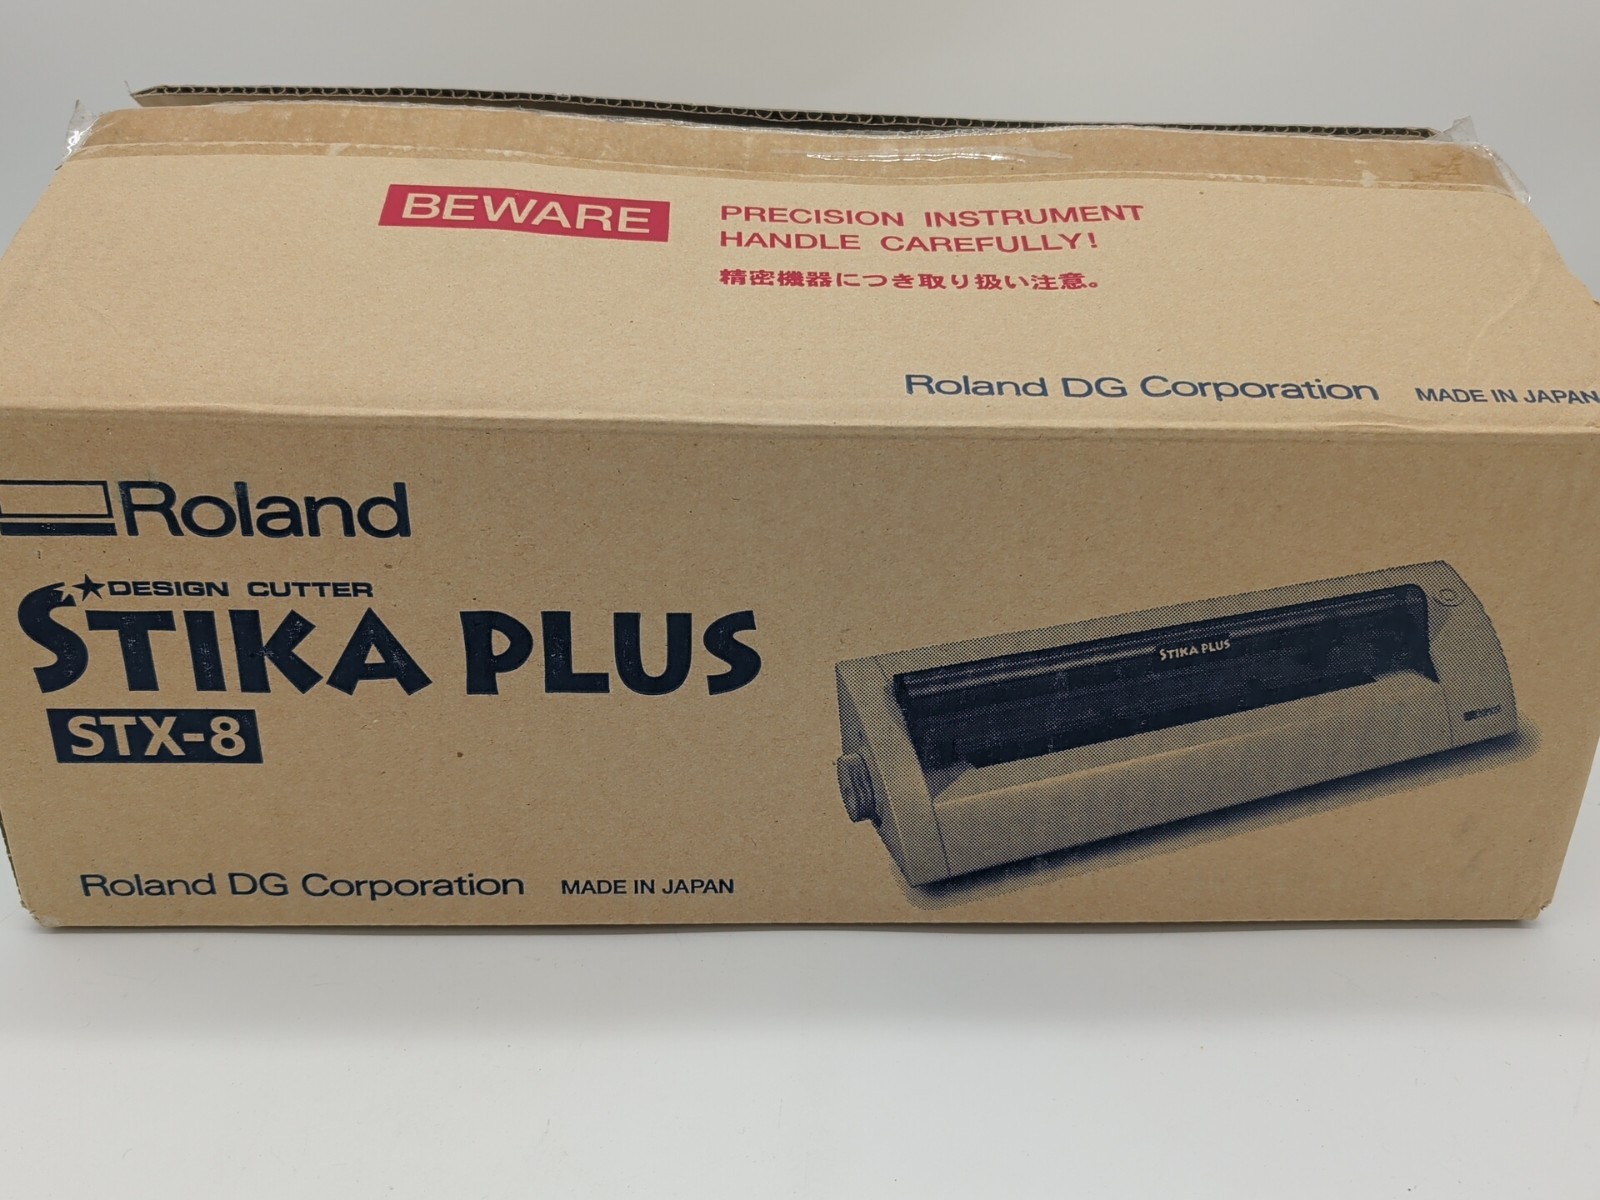 BEWARE
PRECISION INSTRUMENT
HANDLE CAREFULLY!
精密機器につき取り扱い注意。
Roland DG Corporation MADE IN JAPAN
Roland
DESIGN CUTTER
STIKA PLUS
STX-8
STIKA PLUS
Roland
Roland DG Corporation MADE IN JAPAN